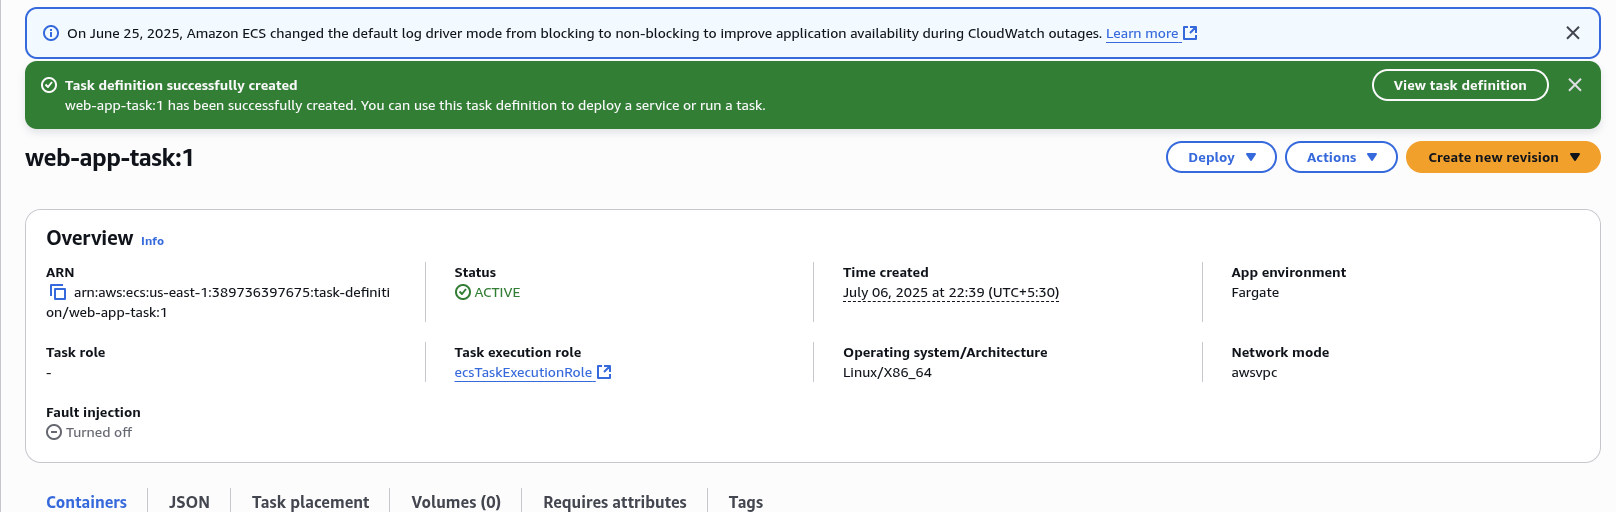 On June 25, 2025, Amazon ECS changed the default log driver mode from blocking to non-blocking to improve application availability during CloudWatch outages. Learn more
Task definition successfully created
View task definition
web-app-task:1 has been successfully created. You can use this task definition to deploy a service or run a task.
web-app-task:1
Deploy
Actions
Create new revision
Overview Info
ARN
arn:aws:ecs:us-east-1:389736397675:task-definiti
on/web-app-task:1
Status
ACTIVE
Time created
July 06, 2025 at 22:39 (UTC+5:30)
App environment
Fargate
Task role
-
Task execution role
ecsTaskExecutionRole
Operating system/Architecture
Linux/X86_64
Network mode
awsvpc
Fault injection
Turned off
Containers
JSON
Task placement
Volumes (0)
Requires attributes
Tags